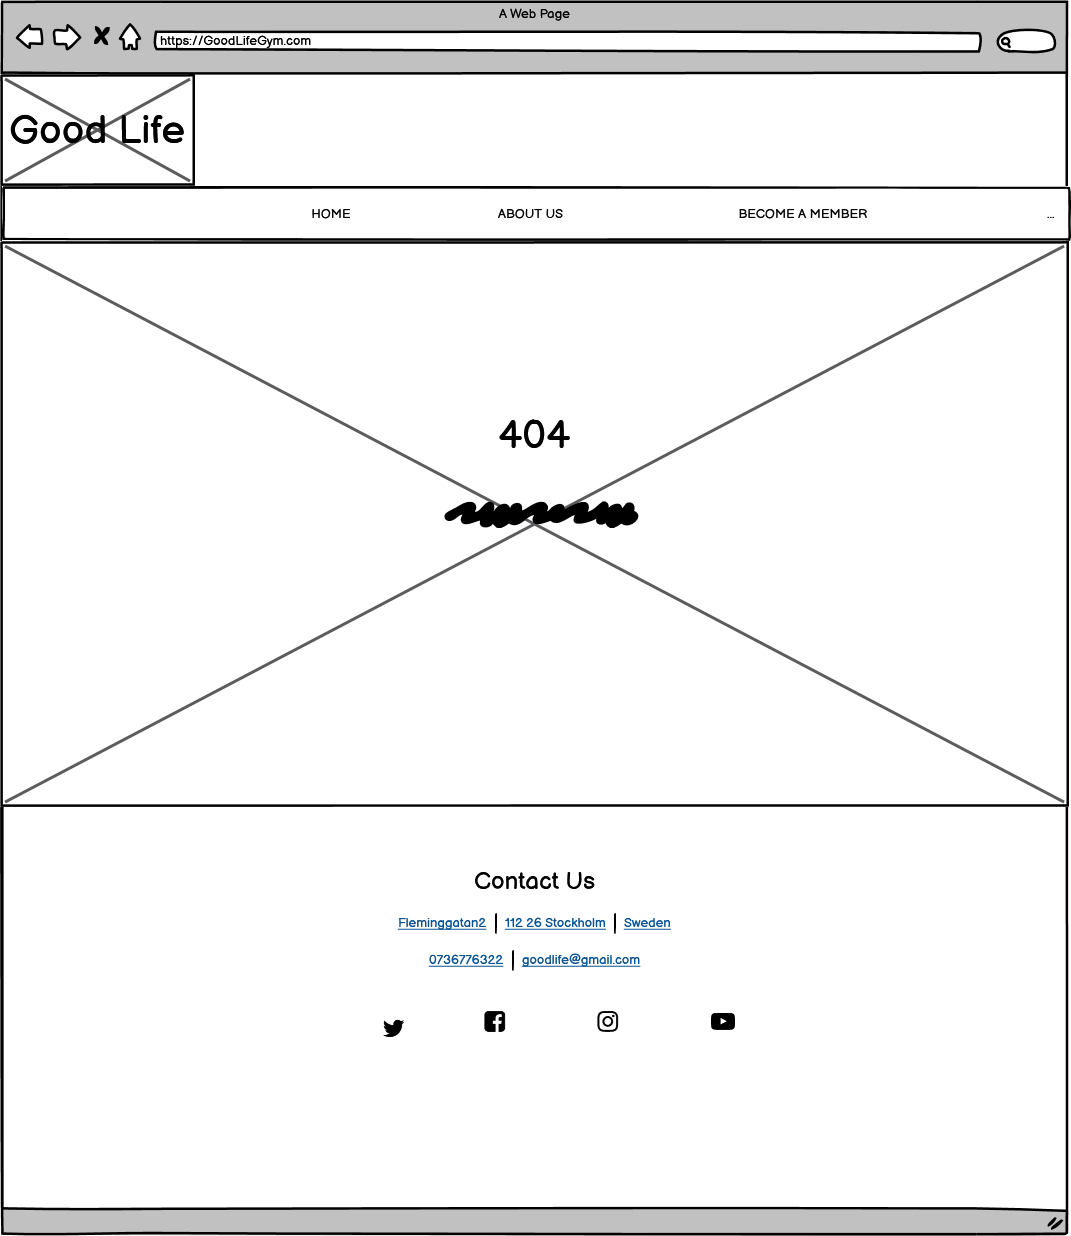 A Web Page
https://GoodLifeGym.com
Good Life
HOME ABOUT US BECOME A MEMBER ...
404
Contact Us
Fleminggatan2 | 112 26 Stockholm | Sweden
0736776322 | goodlife@gmail.com